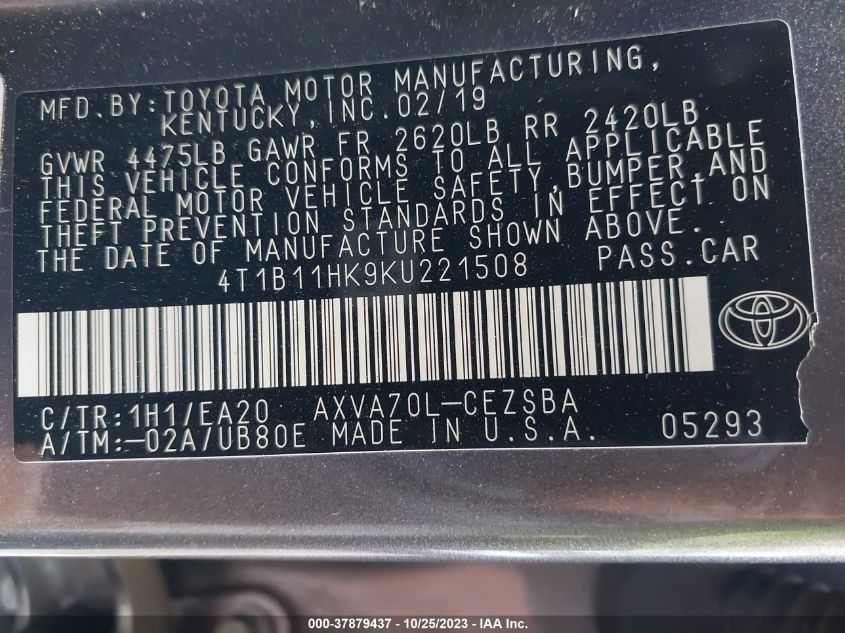 MFD.BY:TOYOTA MOTOR MANUFACTURING,
KENTUCKY,INC.02/19
GVWR 4475LB GAWR FR 2620LB RR 2420LB
THIS VEHICLE CONFORMS TO ALL APPLICABLE
FEDERAL MOTOR VEHICLE SAFETY,BUMPER,AND
THEFT PREVENTION STANDARDS IN EFFECT ON
THE DATE OF MANUFACTURE SHOWN ABOVE.
4T1B11HK9KU221508 PASS.CAR
C/TR:1H1/EA20 AXVA70L-CEZSBA
A/TM:-02A/UB80E MADE IN U.S.A. 05293
000-37879437 - 10/25/2023 - IAA Inc.